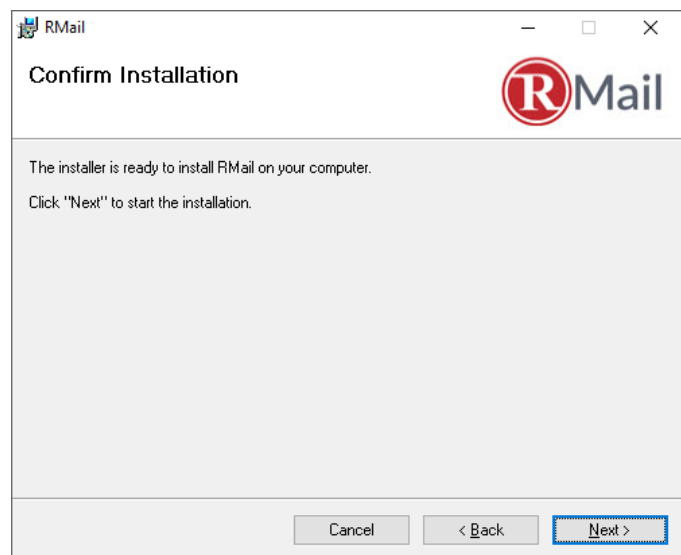 RMail
Confirm Installation
RMail
The installer is ready to install RMail on your computer.
Click "Next" to start the installation.
Cancel
< Back
Next >